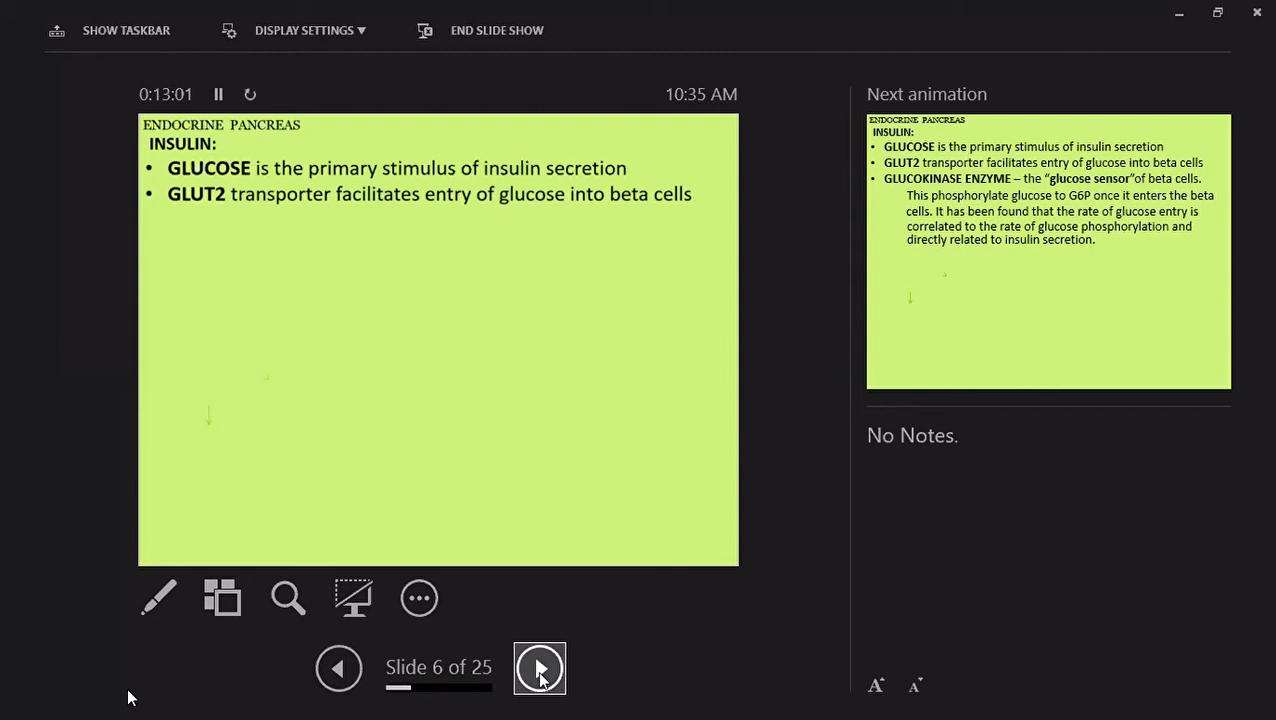 SHOW TASKBAR
DISPLAY SETTINGS ▾
END SLIDE SHOW
0:13:01
10:35 AM
ENDOCRINE PANCREAS
INSULIN:
• GLUCOSE is the primary stimulus of insulin secretion
• GLUT2 transporter facilitates entry of glucose into beta cells
Slide 6 of 25
Next animation
ENDOCRINE PANCREAS
INSULIN:
• GLUCOSE is the primary stimulus of insulin secretion
• GLUT2 transporter facilitates entry of glucose into beta cells
• GLUCOKINASE ENZYME – the “glucose sensor”of beta cells.
This phosphorylate glucose to G6P once it enters the beta
cells. It has been found that the rate of glucose entry is
correlated to the rate of glucose phosphorylation and
directly related to insulin secretion.
No Notes.
A A